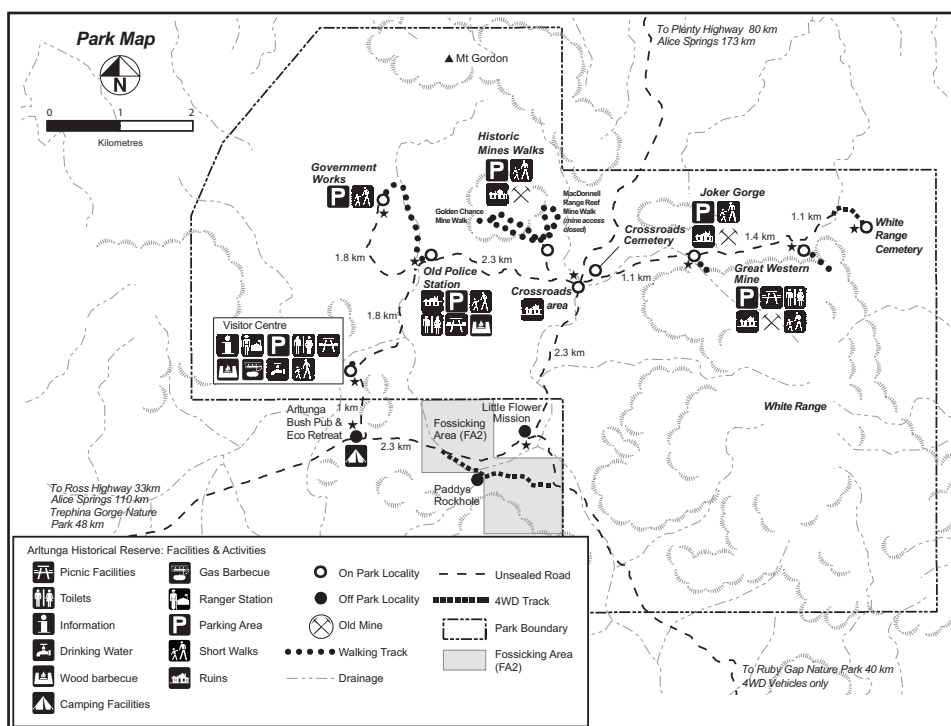 Park Map
N
0 1 2
Kilometres
To Plenty Highway 80 km
Alice Springs 173 km
Mt Gordon
Historic
Mines Walks
P
Government
Works
P
Golden Chance
Mine Walk
MacDonnell
Range Reef
Mine Walk
(mine access
closed)
Crossroads
Cemetery
Joker Gorge
P
1.1 km
White
Range
Cemetery
1.4 km
1.8 km
2.3 km
1.1 km
Old Police
Station
P
Crossroads
area
Great Western
Mine
P
1.8 km
Visitor Centre
i P
2.3 km
1 km
Arltunga
Bush Pub &
Eco Retreat
2.3 km
Fossicking
Area (FA2)
Little Flower
Mission
White Range
Paddys
Rockhole
To Ross Highway 33km
Alice Springs 110 km
Trephina Gorge Nature
Park 48 km
Arltunga Historical Reserve: Facilities & Activities
Picnic Facilities
Toilets
i Information
Drinking Water
Wood barbecue
Camping Facilities
Gas Barbecue
Ranger Station
P Parking Area
Short Walks
Ruins
On Park Locality
Off Park Locality
Old Mine
Walking Track
Drainage
Unsealed Road
4WD Track
Park Boundary
Fossicking Area
(FA2)
To Ruby Gap Nature Park 40 km
4WD Vehicles only